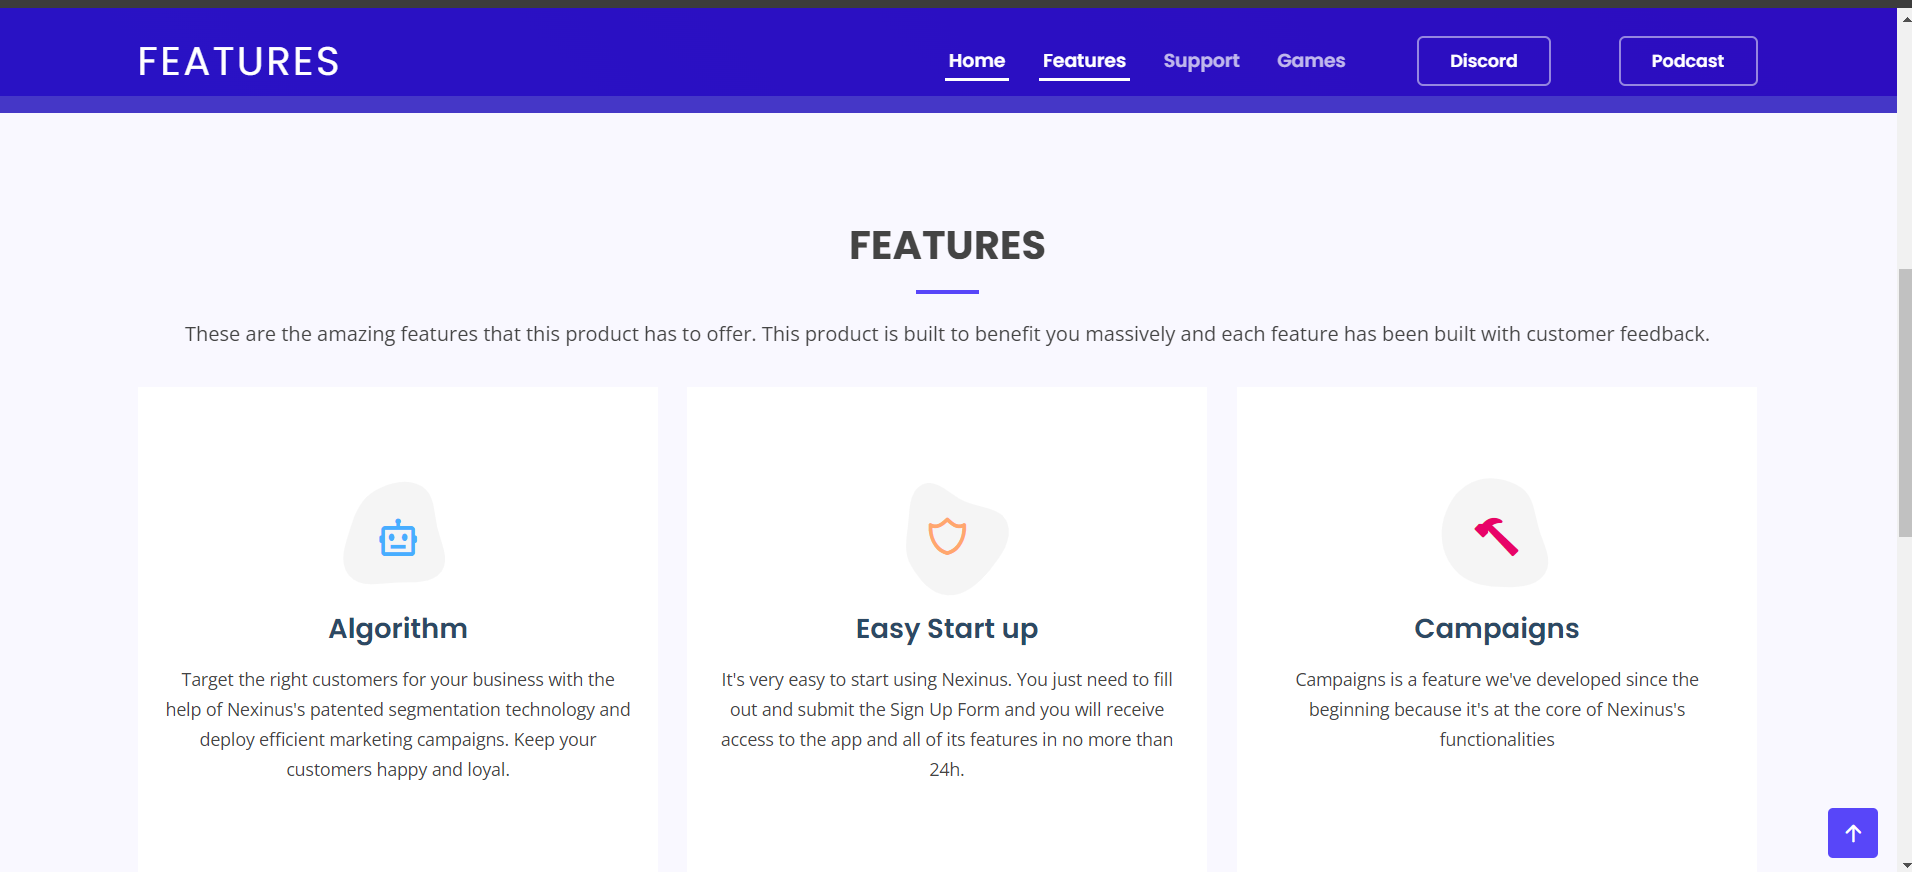 FEATURES
Home Features Support Games Discord Podcast
FEATURES
These are the amazing features that this product has to offer. This product is built to benefit you massively and each feature has been built with customer feedback.
Algorithm
Target the right customers for your business with the
help of Nexinus's patented segmentation technology and
deploy efficient marketing campaigns. Keep your
customers happy and loyal.
Easy Start up
It's very easy to start using Nexinus. You just need to fill
out and submit the Sign Up Form and you will receive
access to the app and all of its features in no more than
24h.
Campaigns
Campaigns is a feature we've developed since the
beginning because it's at the core of Nexinus's
functionalities